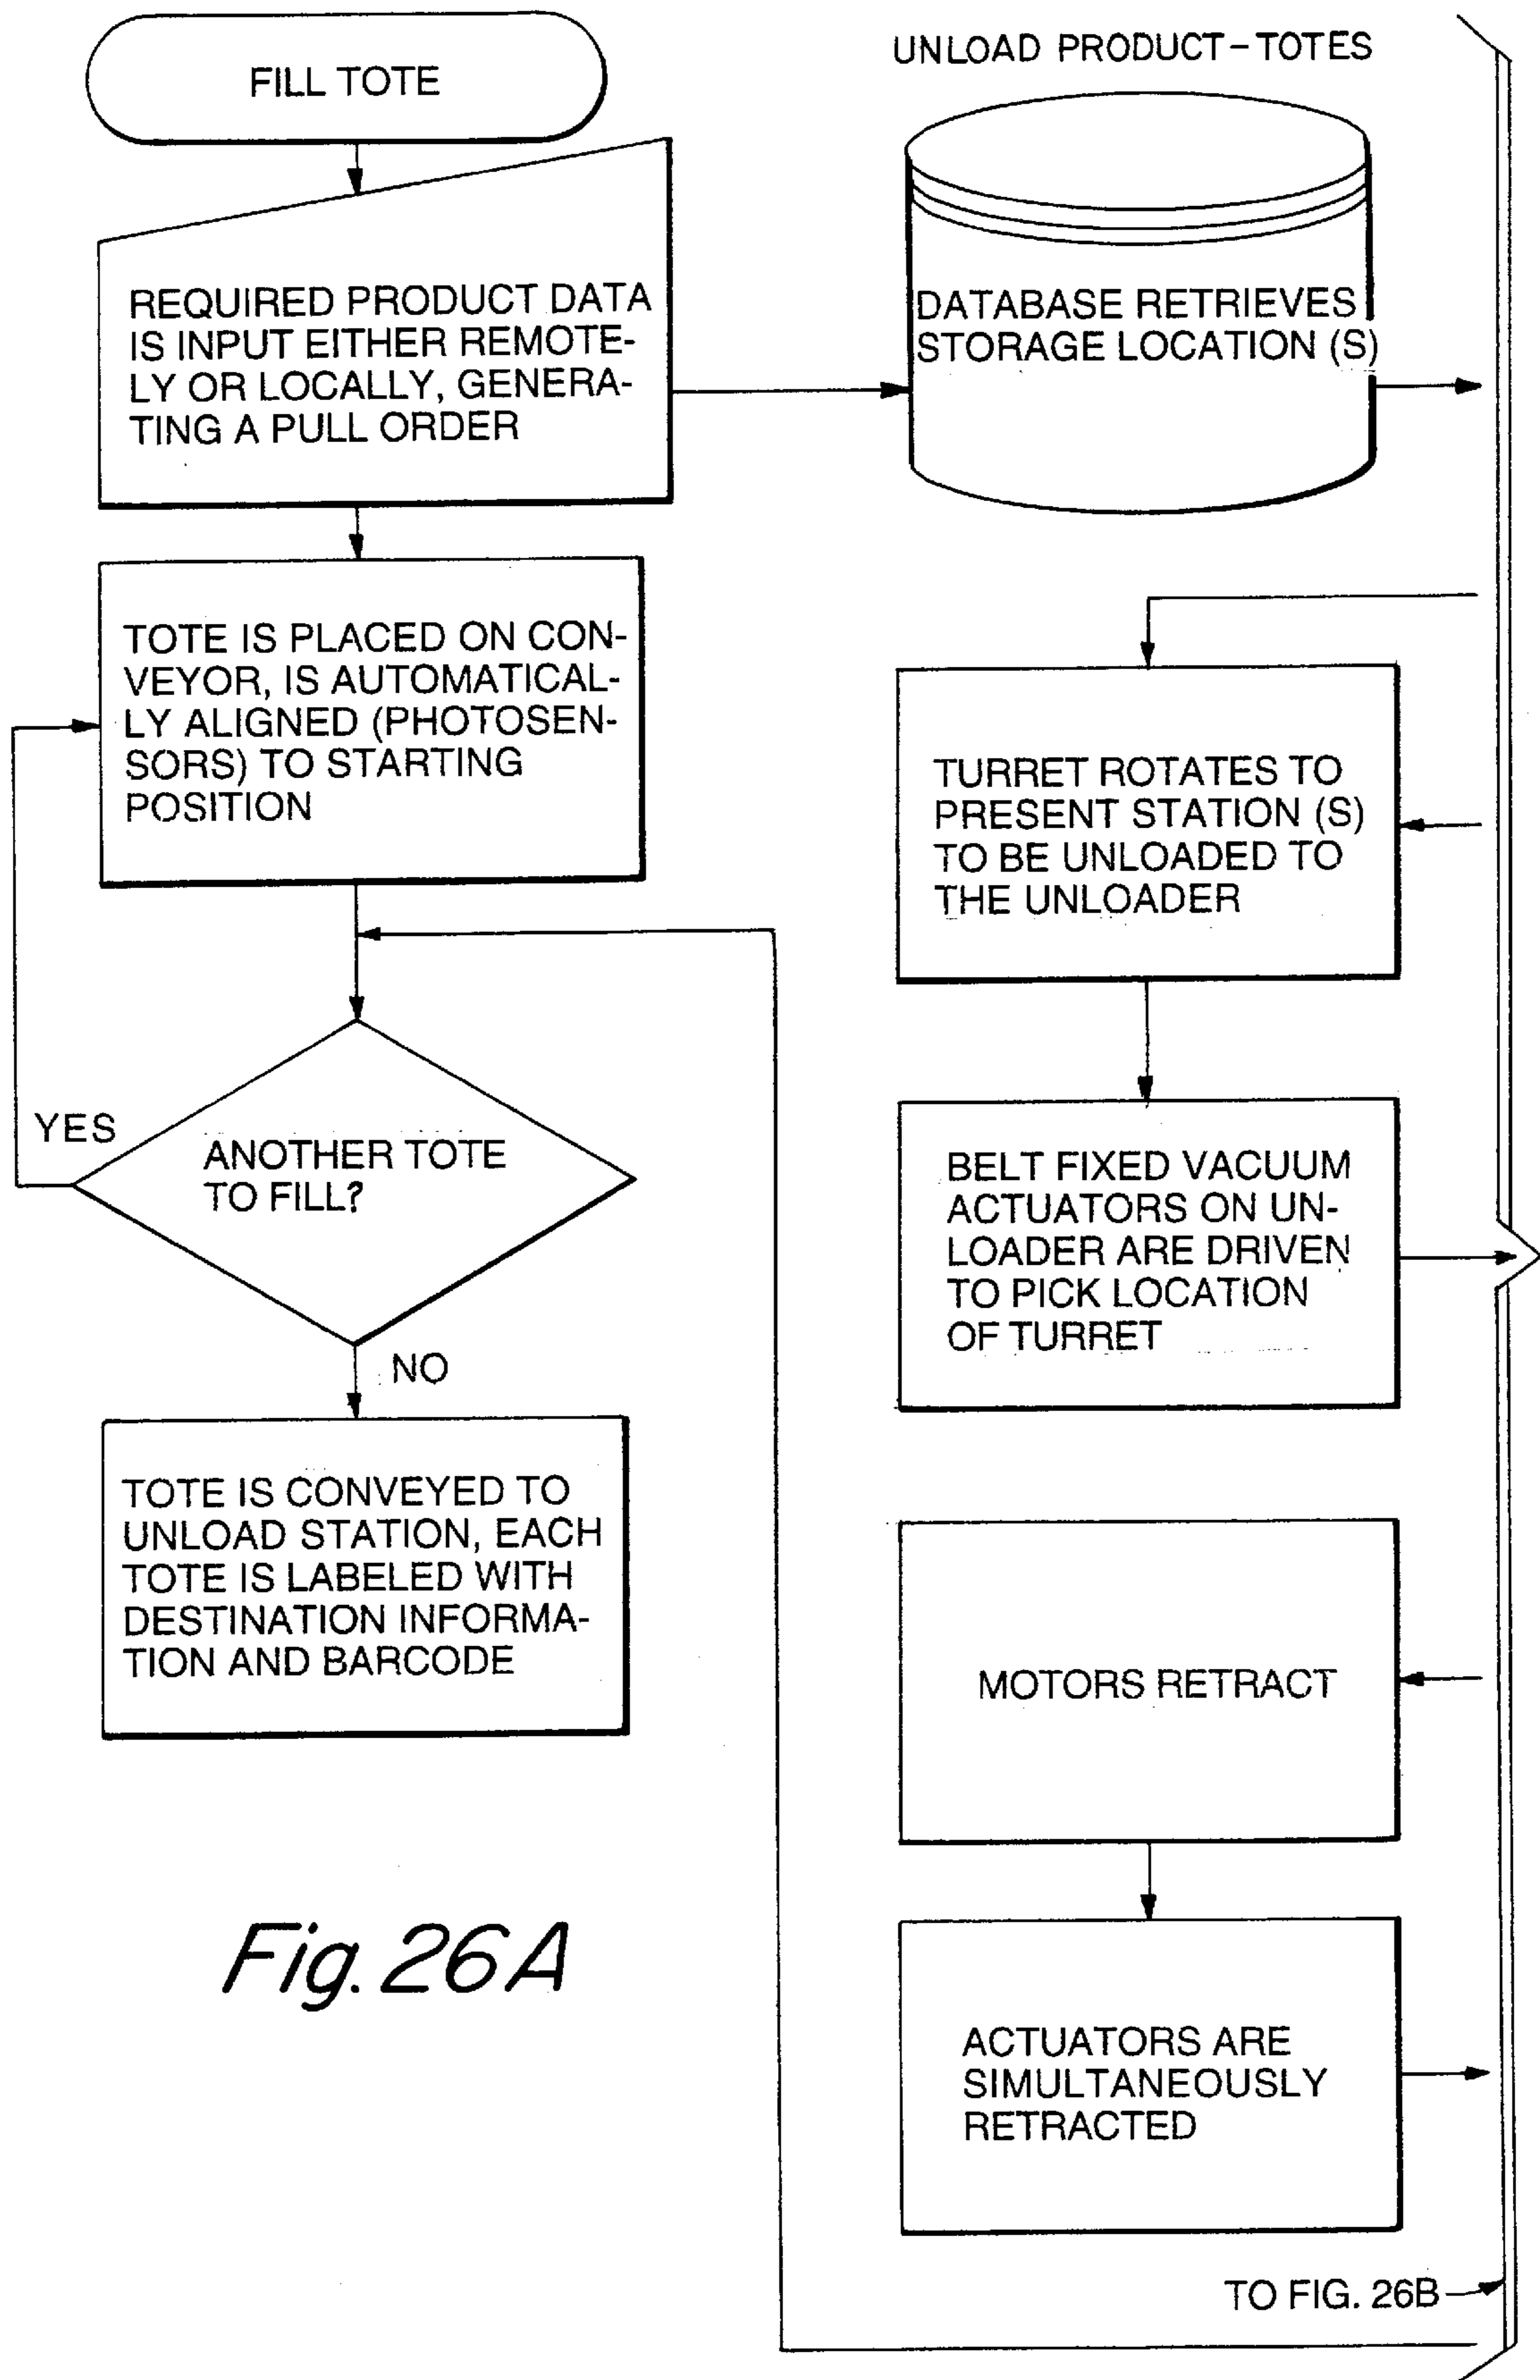 FILL TOTE
REQUIRED PRODUCT DATA
IS INPUT EITHER REMOTE-
LY OR LOCALLY, GENERA-
TING A PULL ORDER
TOTE IS PLACED ON CON-
VEYOR, IS AUTOMATICAL-
LY ALIGNED (PHOTOSEN-
SORS) TO STARTING
POSITION
YES
ANOTHER TOTE
TO FILL?
NO
TOTE IS CONVEYED TO
UNLOAD STATION, EACH
TOTE IS LABELED WITH
DESTINATION INFORMA-
TION AND BARCODE
Fig. 26A
UNLOAD PRODUCT-TOTES
DATABASE RETRIEVES
STORAGE LOCATION (S)
TURRET ROTATES TO
PRESENT STATION (S)
TO BE UNLOADED TO
THE UNLOADER
BELT FIXED VACUUM
ACTUATORS ON UN-
LOADER ARE DRIVEN
TO PICK LOCATION
OF TURRET
MOTORS RETRACT
ACTUATORS ARE
SIMULTANEOUSLY
RETRACTED
TO FIG. 26B